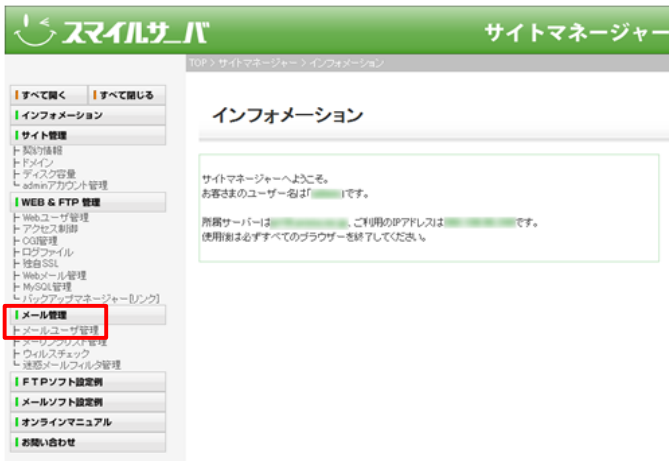 スマイルサーバ
サイトマネージャー
TOP > サイトマネージャー > インフォメーション
すべて開く
すべて閉じる
インフォメーション
サイト管理
契約情報
ドメイン
ディスク容量
adminアカウント管理
WEB & FTP 管理
Webユーザ管理
アクセス制御
CGI管理
ログファイル
独自SSL
Webメール管理
MySQL管理
バックアップマネージャー[リンク]
メール管理
メールユーザ管理
メーリングリスト管理
ウィルスチェック
迷惑メールフィルタ管理
FTPソフト設定例
メールソフト設定例
オンラインマニュアル
お問い合わせ
インフォメーション
サイトマネージャーへようこそ。
お客さまのユーザー名は「 」です。
所属サーバーは 、ご利用のIPアドレスは です。
使用後は必ずすべてのブラウザーを終了してください。